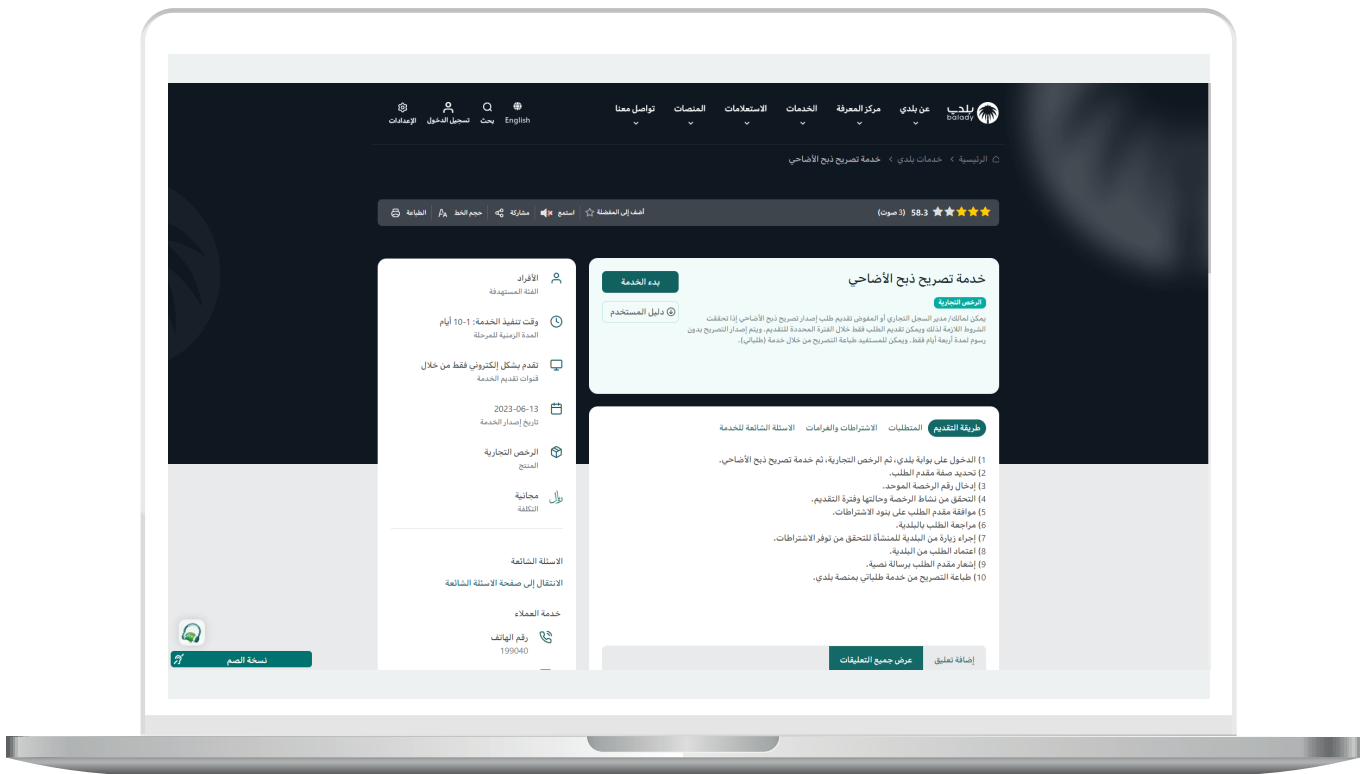 بلدي
balady
عن بلدي
مركز المعرفة
الخدمات
الاستعلامات
المنصات
تواصل معنا
English
بحث
تسجيل الدخول
الإعدادات
الرئيسية > خدمات بلدي > خدمة تصريح ذبح الأضاحي
58.3 (3 صوت)
أضف إلى المفضلة
استمع
مشاركة
حجم الخط
الطباعة
خدمة تصريح ذبح الأضاحي
الرخص التجارية
يمكن لمالك/ مدير السجل التجاري أو المفوض تقديم طلب إصدار تصريح ذبح الأضاحي إذا تحققت
الشروط اللازمة لذلك ويمكن تقديم الطلب فقط خلال الفترة المحددة للتقديم. ويتم إصدار التصريح بدون
رسوم لمدة أربعة أيام فقط. ويمكن للمستفيد طباعة التصريح من خلال خدمة (طلباتي).
بدء الخدمة
دليل المستخدم
طريقة التقديم
المتطلبات
الاشتراطات والغرامات
الاسئلة الشائعة للخدمة
1) الدخول على بوابة بلدي، ثم الرخص التجارية، ثم خدمة تصريح ذبح الأضاحي.
2) تحديد صفة مقدم الطلب.
3) إدخال رقم الرخصة الموحد.
4) التحقق من نشاط الرخصة وحالتها وفترة التقديم.
5) موافقة مقدم الطلب على بنود الاشتراطات.
6) مراجعة الطلب بالبلدية.
7) إجراء زيارة من البلدية للمنشأة للتحقق من توفر الاشتراطات.
8) اعتماد الطلب من البلدية.
9) إشعار مقدم الطلب برسالة نصية.
10) طباعة التصريح من خدمة طلباتي بمنصة بلدي.
إضافة تعليق
عرض جميع التعليقات
الأفراد
الفئة المستهدفة
وقت تنفيذ الخدمة: 1-10 أيام
المدة الزمنية للمرحلة
تقدم بشكل إلكتروني فقط من خلال
قنوات تقديم الخدمة
2023-06-13
تاريخ إصدار الخدمة
الرخص التجارية
المنتج
ريال
مجانية
التكلفة
الاسئلة الشائعة
الانتقال إلى صفحة الاسئلة الشائعة
خدمة العملاء
رقم الهاتف
199040
نسخة الصم